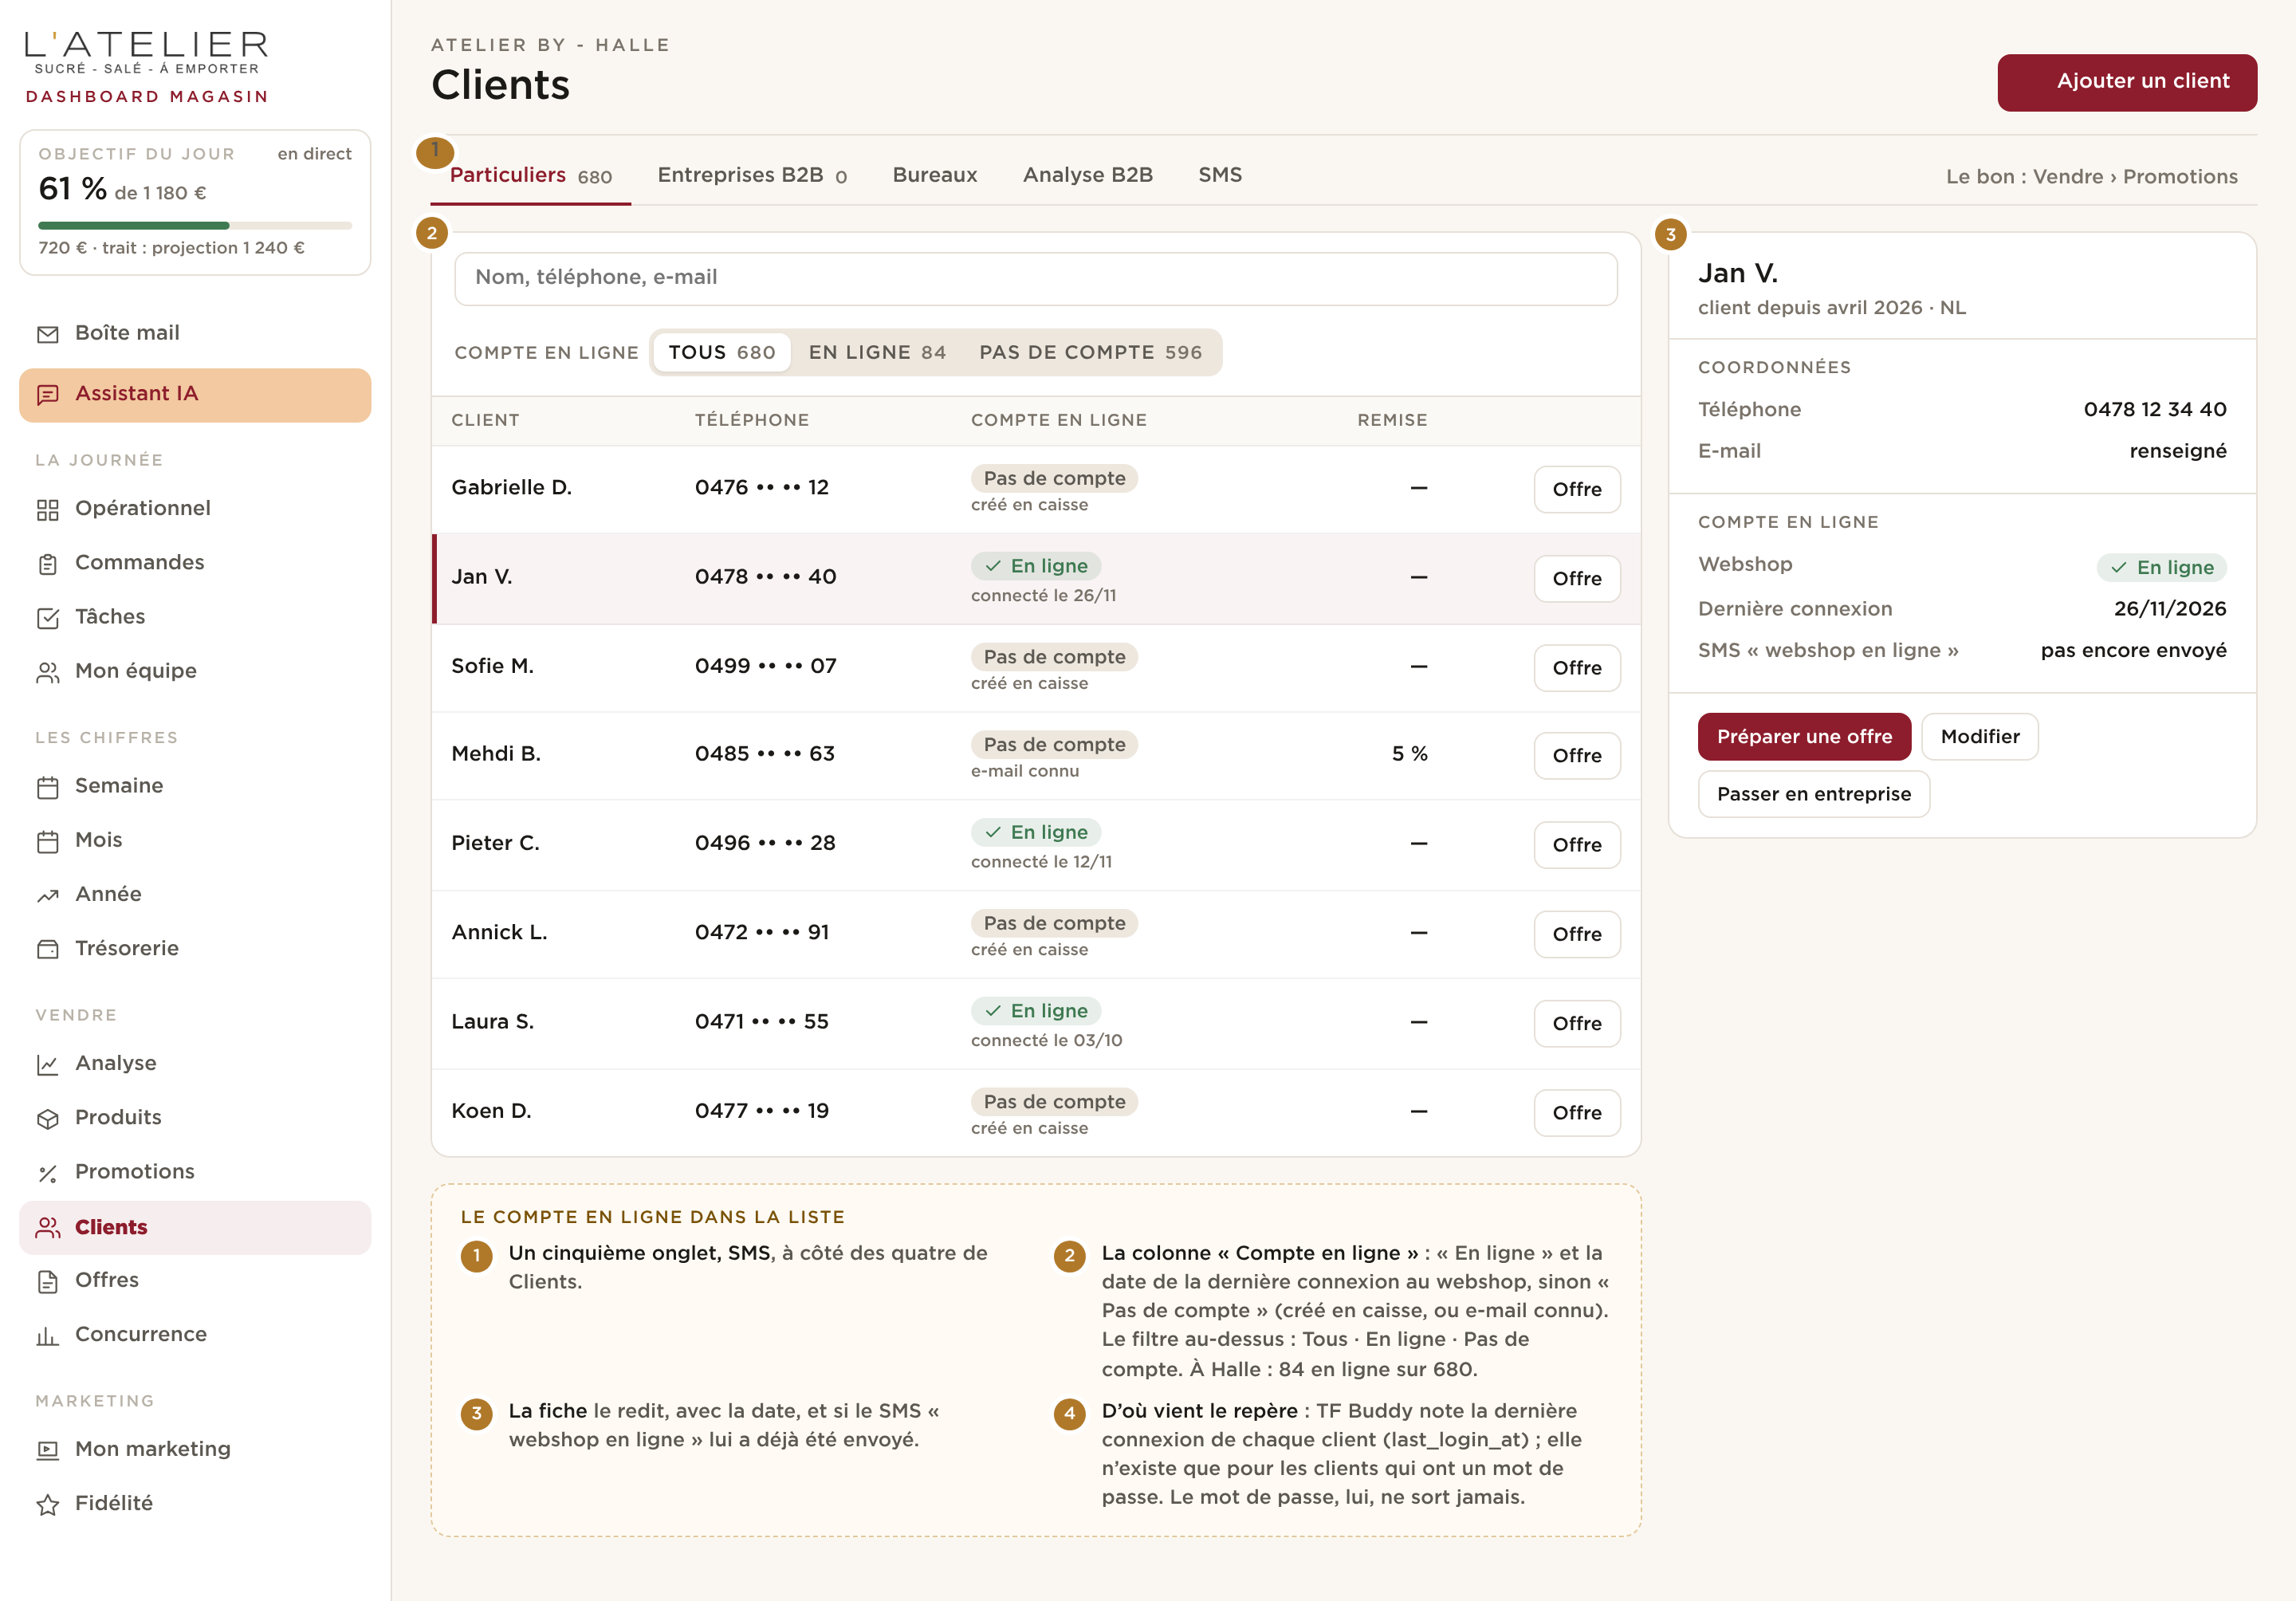 L'ATELIER
SUCRÉ - SALÉ - À EMPORTER
DASHBOARD MAGASIN
OBJECTIF DU JOUR en direct
61 % de 1 180 €
720 € · trait : projection 1 240 €
Boîte mail
Assistant IA
LA JOURNÉE
Opérationnel
Commandes
Tâches
Mon équipe
LES CHIFFRES
Semaine
Mois
Année
Trésorerie
VENDRE
Analyse
Produits
Promotions
Clients
Offres
Concurrence
MARKETING
Mon marketing
Fidélité
ATELIER BY - HALLE
Clients
Ajouter un client
1
Particuliers 680 Entreprises B2B 0 Bureaux Analyse B2B SMS Le bon : Vendre › Promotions
2
Nom, téléphone, e-mail
COMPTE EN LIGNE TOUS 680 EN LIGNE 84 PAS DE COMPTE 596
CLIENT TÉLÉPHONE COMPTE EN LIGNE REMISE
Gabrielle D. 0476 •• •• 12 Pas de compte — Offre
créé en caisse
Jan V. 0478 •• •• 40 En ligne — Offre
connecté le 26/11
Sofie M. 0499 •• •• 07 Pas de compte — Offre
créé en caisse
Mehdi B. 0485 •• •• 63 Pas de compte 5 % Offre
e-mail connu
Pieter C. 0496 •• •• 28 En ligne — Offre
connecté le 12/11
Annick L. 0472 •• •• 91 Pas de compte — Offre
créé en caisse
Laura S. 0471 •• •• 55 En ligne — Offre
connecté le 03/10
Koen D. 0477 •• •• 19 Pas de compte — Offre
créé en caisse
3
Jan V.
client depuis avril 2026 · NL
COORDONNÉES
Téléphone 0478 12 34 40
E-mail renseigné
COMPTE EN LIGNE
Webshop En ligne
Dernière connexion 26/11/2026
SMS « webshop en ligne » pas encore envoyé
Préparer une offre Modifier
Passer en entreprise
LE COMPTE EN LIGNE DANS LA LISTE
1 Un cinquième onglet, SMS, à côté des quatre de
Clients.
2 La colonne « Compte en ligne » : « En ligne » et la
date de la dernière connexion au webshop, sinon «
Pas de compte » (créé en caisse, ou e-mail connu).
Le filtre au-dessus : Tous · En ligne · Pas de
compte. À Halle : 84 en ligne sur 680.
3 La fiche le redit, avec la date, et si le SMS «
webshop en ligne » lui a déjà été envoyé.
4 D’où vient le repère : TF Buddy note la dernière
connexion de chaque client (last_login_at) ; elle
n’existe que pour les clients qui ont un mot de
passe. Le mot de passe, lui, ne sort jamais.